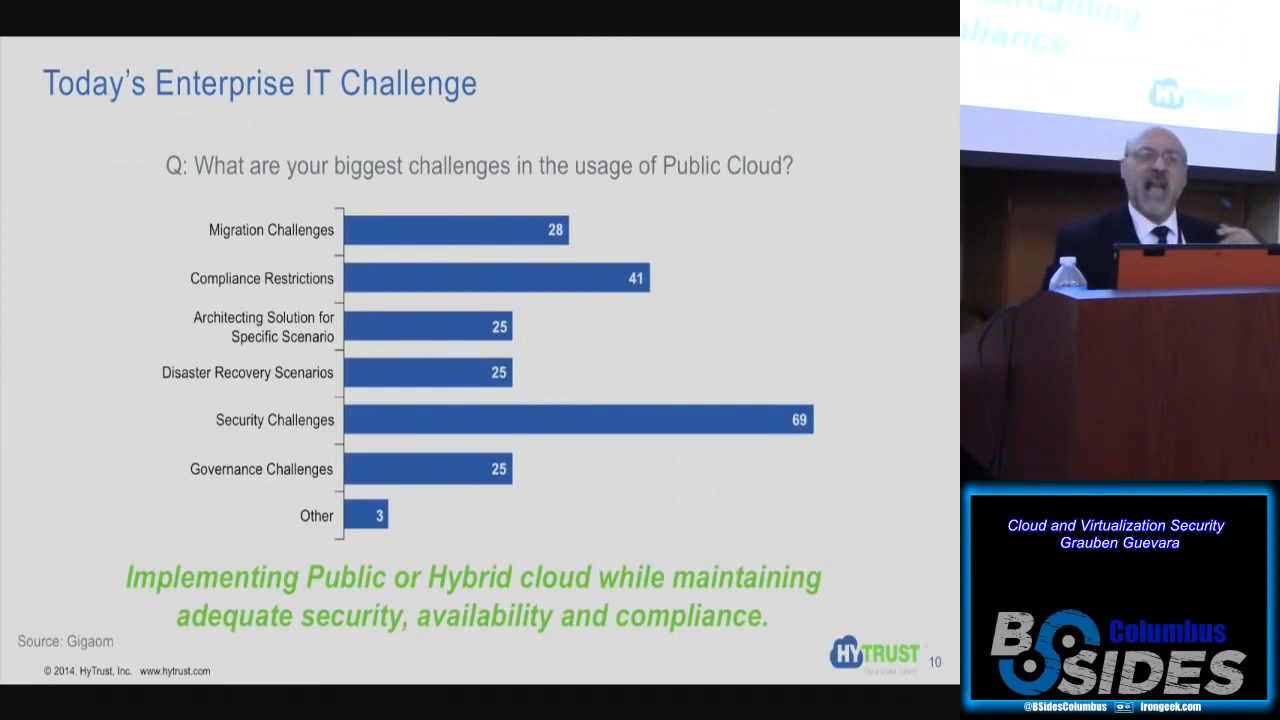 Today's Enterprise IT Challenge
Q: What are your biggest challenges in the usage of Public Cloud?
Migration Challenges 28
Compliance Restrictions 41
Architecting Solution for
Specific Scenario 25
Disaster Recovery Scenarios 25
Security Challenges 69
Governance Challenges 25
Other 3
Implementing Public or Hybrid cloud while maintaining
adequate security, availability and compliance.
Source: Gigaom
© 2014, HyTrust, Inc. www.hytrust.com
HYTRUST
10
HYTRUST
Cloud and Virtualization Security
Grauben Guevara
BSIDES
Columbus
@BSidesColumbus
Irongeek.com